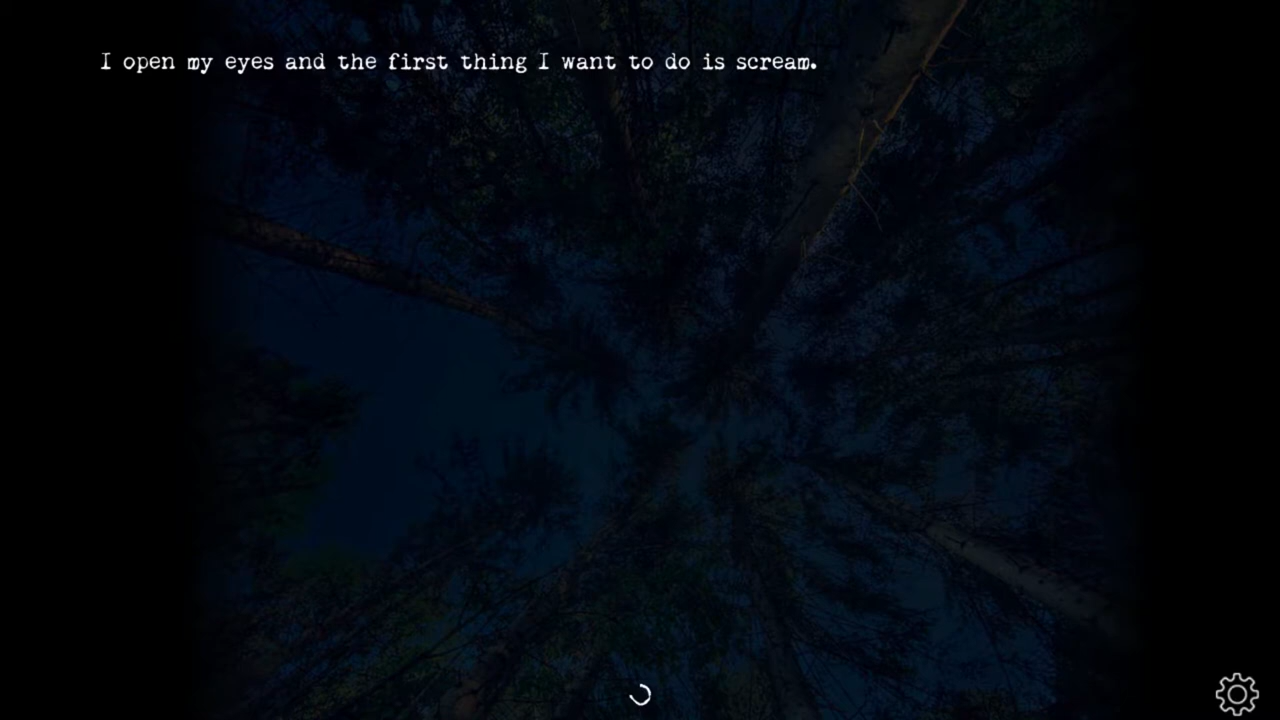 I open my eyes and the first thing I want to do is scream.